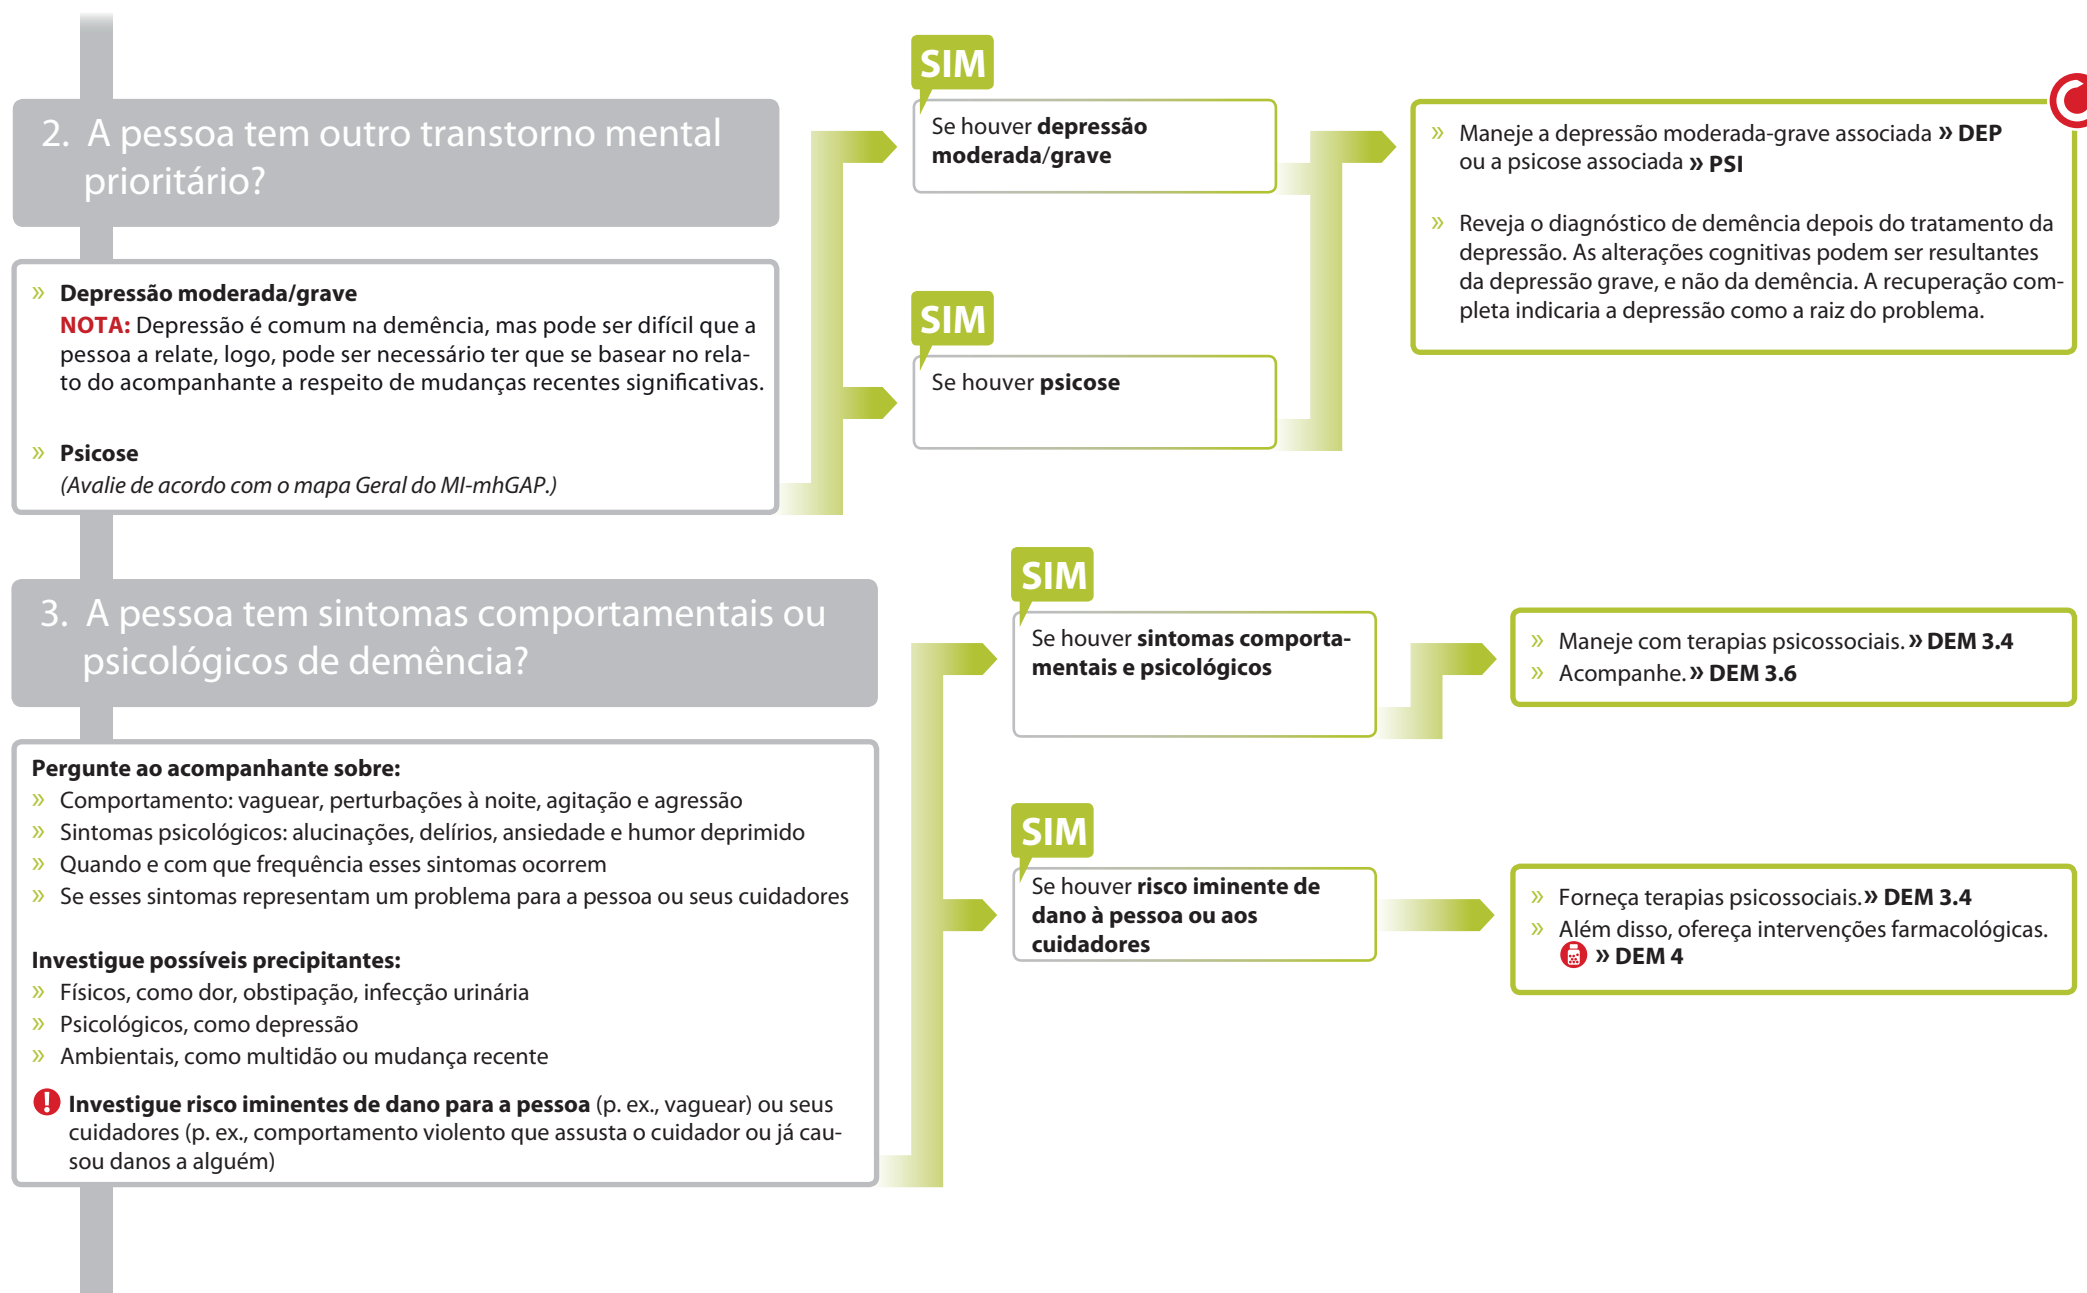 2. A pessoa tem outro transtorno mental
prioritário?
» Depressão moderada/grave
NOTA: Depressão é comum na demência, mas pode ser difícil que a
pessoa a relate, logo, pode ser necessário ter que se basear no rela-
to do acompanhante a respeito de mudanças recentes significativas.
» Psicose
(Avalie de acordo com o mapa Geral do MI-mhGAP.)
SIM
Se houver depressão
moderada/grave
SIM
Se houver psicose
» Maneje a depressão moderada-grave associada » DEP
ou a psicose associada » PSI
» Reveja o diagnóstico de demência depois do tratamento da
depressão. As alterações cognitivas podem ser resultantes
da depressão grave, e não da demência. A recuperação com-
pleta indicaria a depressão como a raiz do problema.
3. A pessoa tem sintomas comportamentais ou
psicológicos de demência?
Pergunte ao acompanhante sobre:
» Comportamento: vaguear, perturbações à noite, agitação e agressão
» Sintomas psicológicos: alucinações, delírios, ansiedade e humor deprimido
» Quando e com que frequência esses sintomas ocorrem
» Se esses sintomas representam um problema para a pessoa ou seus cuidadores
Investigue possíveis precipitantes:
» Físicos, como dor, obstipação, infecção urinária
» Psicológicos, como depressão
» Ambientais, como multidão ou mudança recente
! Investigue risco iminentes de dano para a pessoa (p. ex., vaguear) ou seus
cuidadores (p. ex., comportamento violento que assusta o cuidador ou já cau-
sou danos a alguém)
SIM
Se houver sintomas comporta-
mentais e psicológicos
» Maneje com terapias psicossociais. » DEM 3.4
» Acompanhe. » DEM 3.6
SIM
Se houver risco iminente de
dano à pessoa ou aos
cuidadores
» Forneça terapias psicossociais. » DEM 3.4
» Além disso, ofereça intervenções farmacológicas.
» DEM 4